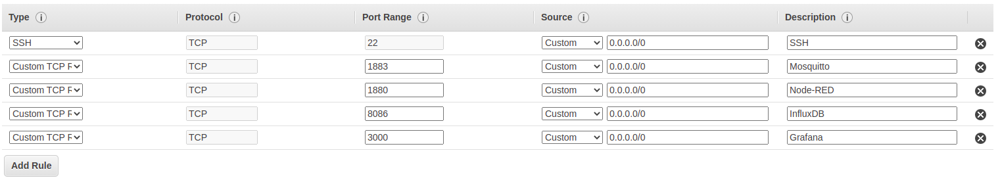 Type Protocol Port Range Source Description
SSH TCP 22 Custom 0.0.0.0/0 SSH
Custom TCP R TCP 1883 Custom 0.0.0.0/0 Mosquitto
Custom TCP R TCP 1880 Custom 0.0.0.0/0 Node-RED
Custom TCP R TCP 8086 Custom 0.0.0.0/0 InfluxDB
Custom TCP R TCP 3000 Custom 0.0.0.0/0 Grafana
Add Rule